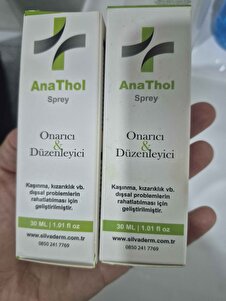 AnaThol
Sprey
Onarıcı
&
Düzenleyici
Kaşınma, kızarıklık vb.
dışsal problemlerin
rahatlatılması için
geliştirilmiştir.
30 ML | 1.01 fl oz
www.silvaderm.com.tr
0850 241 7769
AnaThol
Sprey
Onarıcı
&
Düzenleyici
Kaşınma, kızarıklık vb.
dışsal problemlerin
rahatlatılması için
geliştirilmiştir.
30 ML | 1.01 fl oz
www.silvaderm.com.tr
0850 241 7769